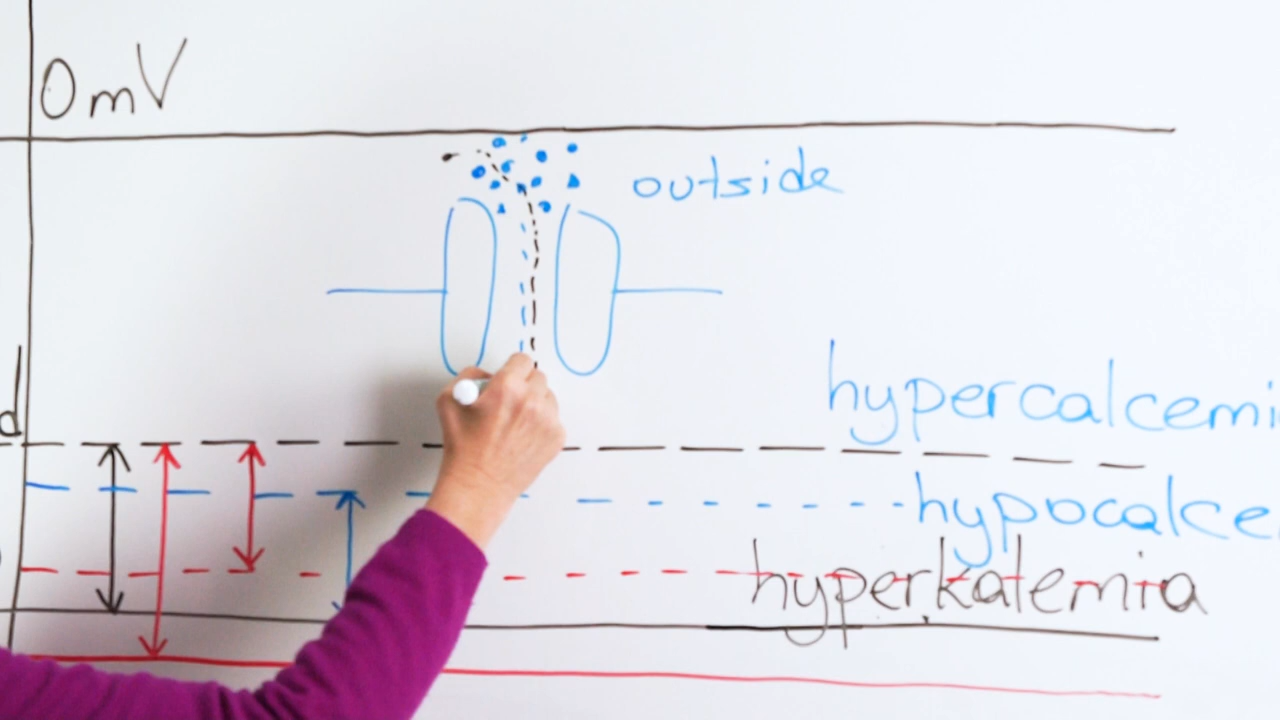 0mV
outside
hypercalcemi
d
hypocalce
hyperkalemia